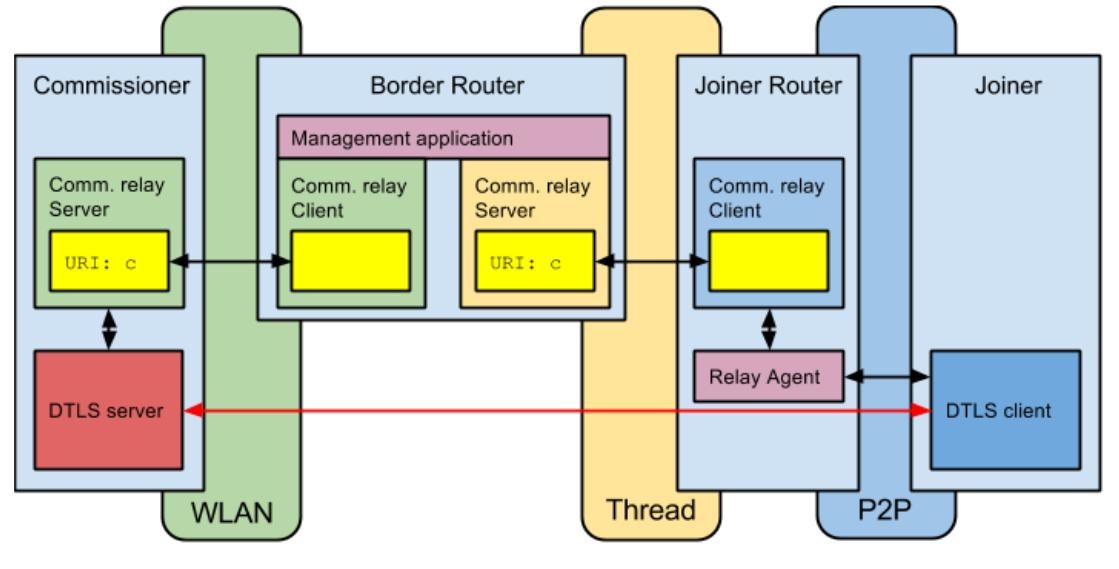 Commissioner
Border Router
Joiner Router
Joiner
Management application
Comm. relay
Server
URI: c
Comm. relay
Client
Comm. relay
Server
URI: c
Comm. relay
Client
DTLS server
Relay Agent
DTLS client
WLAN
Thread
P2P